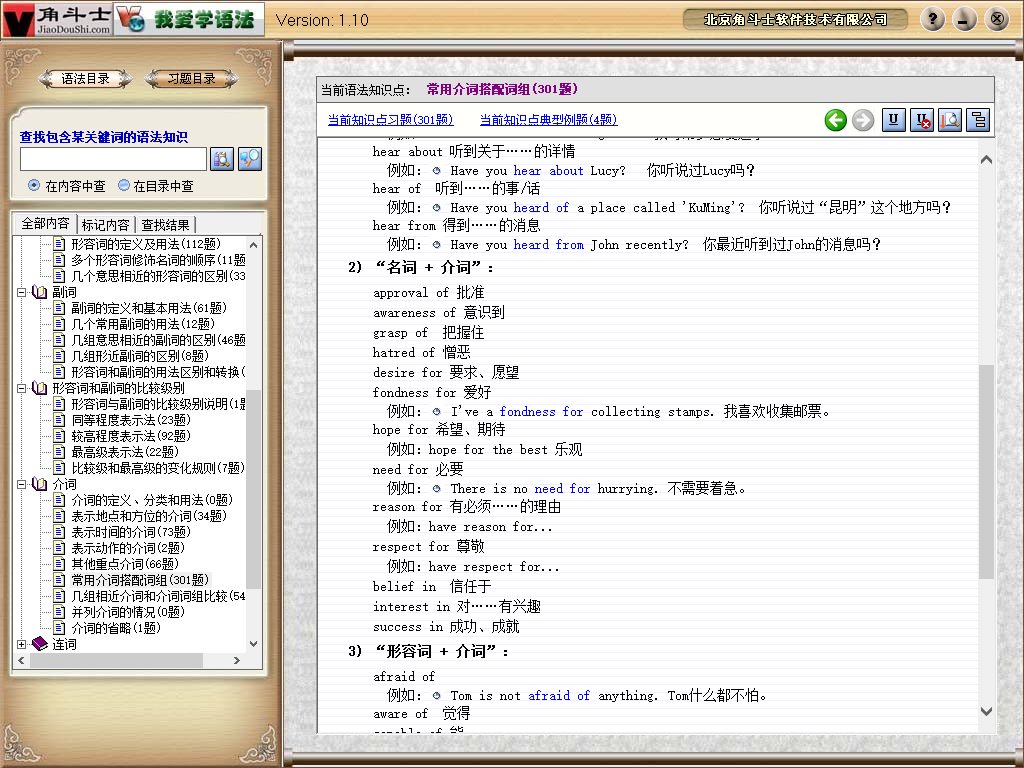 角斗士
JiaoDouShi.com
我爱学语法
Version: 1.10
北京角斗士软件技术有限公司
语法目录
习题目录
查找包含某关键词的语法知识
在内容中查
在目录中查
全部内容
标记内容
查找结果
形容词的定义及用法(112题)
多个形容词修饰名词的顺序(11题
几个意思相近的形容词的区别(33
副词
副词的定义和基本用法(61题)
几个常用副词的用法(12题)
几组意思相近的副词的区别(46题
几组形近副词的区别(8题)
形容词和副词的用法区别和转换(
形容词和副词的比较级别
形容词与副词的比较级别说明(1题
同等程度表示法(23题)
较高程度表示法(92题)
最高级表示法(22题)
比较级和最高级的变化规则(7题)
介词
介词的定义、分类和用法(0题)
表示地点和方位的介词(34题)
表示时间的介词(73题)
表示动作的介词(2题)
其他重点介词(66题)
常用介词搭配词组(301题)
几组相近介词和介词词组比较(54
并列介词的情况(0题)
介词的省略(1题)
连词
当前语法知识点： 常用介词搭配词组(301题)
当前知识点习题(301题)
当前知识点典型例题(4题)
hear about 听到关于……的详情
例如： Have you hear about Lucy? 你听说过Lucy吗？
hear of 听到……的事/话
例如： Have you heard of a place called 'KuMing'? 你听说过“昆明”这个地方吗？
hear from 得到……的消息
例如： Have you heard from John recently? 你最近听到过John的消息吗？
2) “名词 + 介词”：
approval of 批准
awareness of 意识到
grasp of 把握住
hatred of 憎恶
desire for 要求、愿望
fondness for 爱好
例如： I've a fondness for collecting stamps. 我喜欢收集邮票。
hope for 希望、期待
例如：hope for the best 乐观
need for 必要
例如： There is no need for hurrying. 不需要着急。
reason for 有必须……的理由
例如：have reason for...
respect for 尊敬
例如：have respect for...
belief in 信任于
interest in 对……有兴趣
success in 成功、成就
3) “形容词 + 介词”：
afraid of
例如： Tom is not afraid of anything. Tom什么都不怕。
aware of 觉得